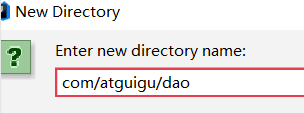 New Directory
Enter new directory name:
com/atguigu/dao